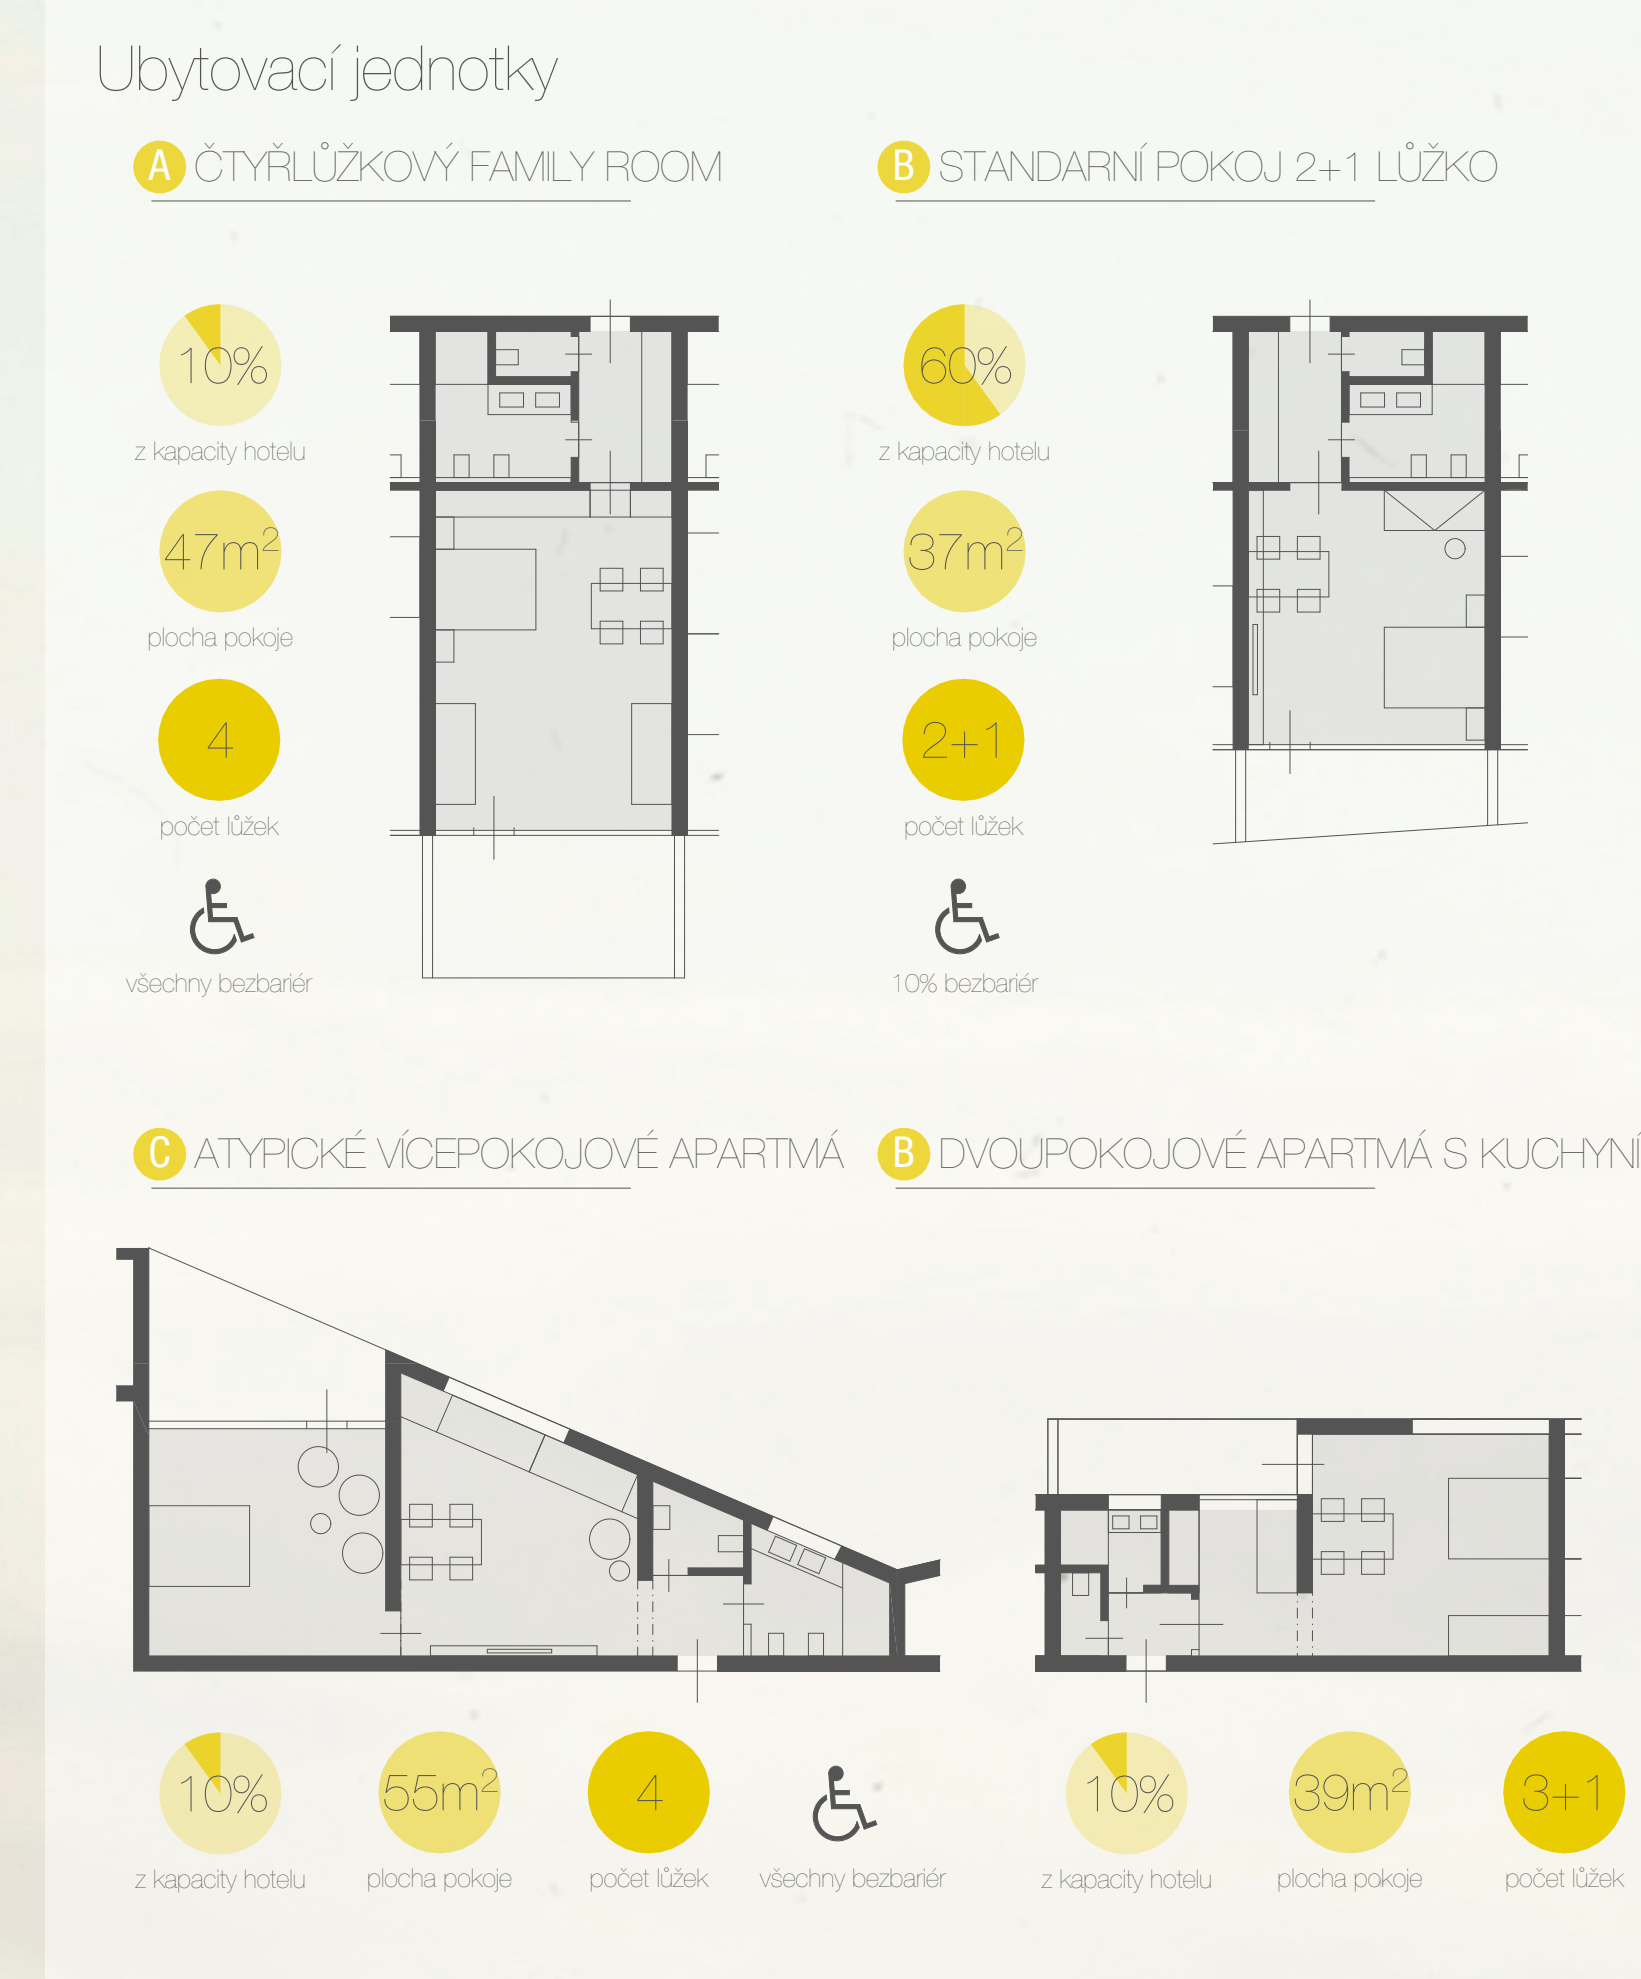 Ubytovací jednotky
A ČTYŘLŮŽKOVÝ FAMILY ROOM
10%
z kapacity hotelu
47m²
plocha pokoje
4
počet lůžek
všechny bezbariér
B STANDARNÍ POKOJ 2+1 LŮŽKO
60%
z kapacity hotelu
37m²
plocha pokoje
2+1
počet lůžek
10% bezbariér
C ATYPICKÉ VÍCEPOKOJOVÉ APARTMÁ
10%
z kapacity hotelu
55m²
plocha pokoje
4
počet lůžek
všechny bezbariér
B DVOUPOKOJOVÉ APARTMÁ S KUCHYNÍ
10%
z kapacity hotelu
39m²
plocha pokoje
3+1
počet lůžek